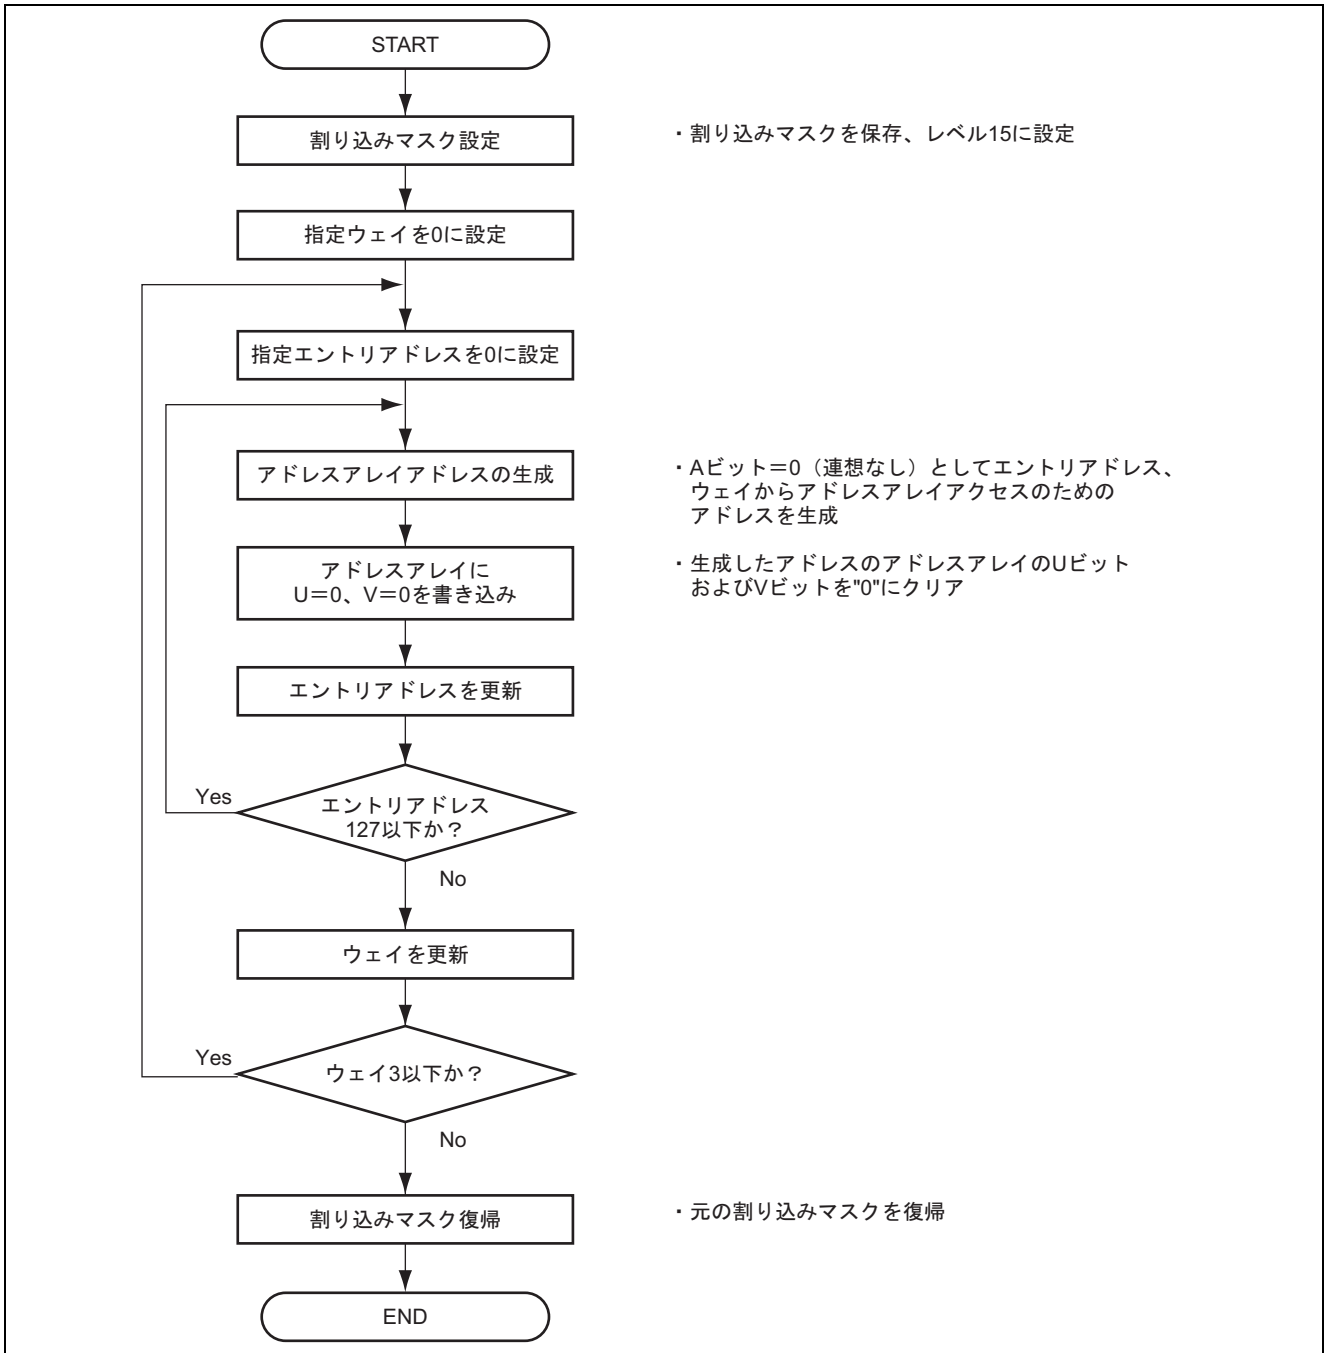 START
割り込みマスク設定
・割り込みマスクを保存、レベル15に設定
指定ウェイを0に設定
指定エントリアドレスを0に設定
アドレスアレイアドレスの生成
・Aビット=0（連想なし）としてエントリアドレス、
ウェイからアドレスアレイアクセスのための
アドレスを生成
アドレスアレイに
U=0、V=0を書き込み
・生成したアドレスのアドレスアレイのUビット
およびVビットを"0"にクリア
エントリアドレスを更新
エントリアドレス
127以下か？
Yes
No
ウェイを更新
ウェイ3以下か？
Yes
No
割り込みマスク復帰
・元の割り込みマスクを復帰
END